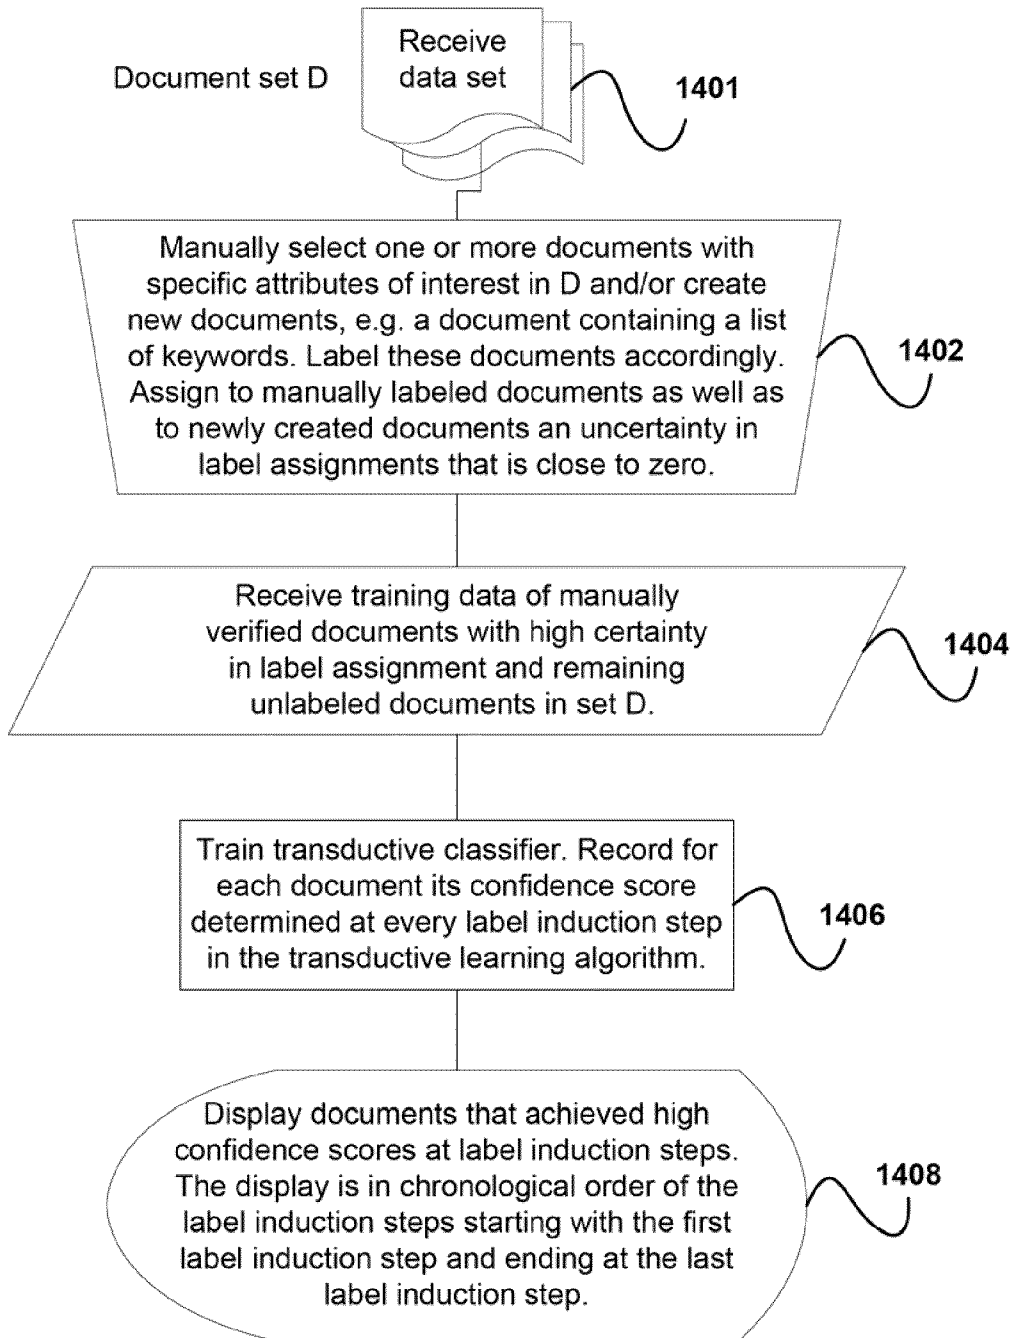 Receive
data set
Document set D
1401
Manually select one or more documents with
specific attributes of interest in D and/or create
new documents, e.g. a document containing a list
of keywords. Label these documents accordingly.
Assign to manually labeled documents as well as
to newly created documents an uncertainty in
label assignments that is close to zero.
1402
Receive training data of manually
verified documents with high certainty
in label assignment and remaining
unlabeled documents in set D.
1404
Train transductive classifier. Record for
each document its confidence score
determined at every label induction step
in the transductive learning algorithm.
1406
Display documents that achieved high
confidence scores at label induction steps.
The display is in chronological order of the
label induction steps starting with the first
label induction step and ending at the last
label induction step.
1408